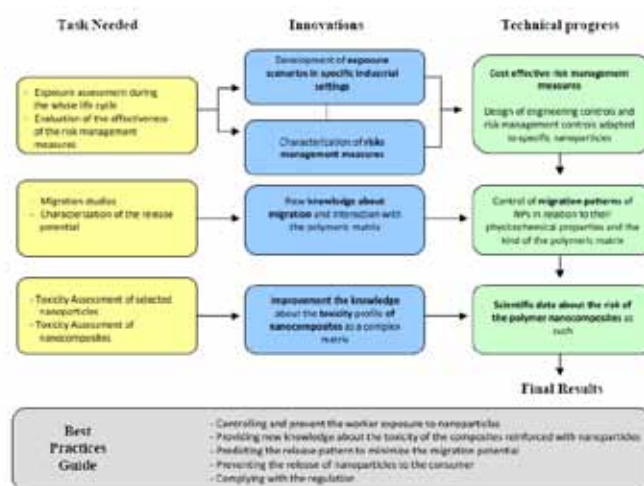 Task Needed
Innovations
Technical progress
- Exposure assessment during
the whole life cycle
- Evaluation of the effectiveness
of the risk management
measures
Development of exposure
scenarios in specific industrial
settings
Characterization of risks
management measures
Cost effective risk management
measures
Design of engineering controls and
risk management controls adapted
to specific nanoparticles
- Migration studies
- Characterization of the release
potential
New knowledge about
migration and interaction with
the polymeric matrix
Control of migration patterns of
NPs in relation to their
physicochemical properties and
the kind of the polymeric matrix
- Toxicity Assessment of selected
nanoparticles
- Toxicity Assessment of
nanocomposites
Improvement the knowledge
about the toxicity profile of
nanocomposites as a complex
matrix
Scientific data about the risk of
the polymer nanocomposites as
such
Final Results
Best
Practices
Guide
- Controlling and prevent the worker exposure to nanoparticles
- Providing new knowledge about the toxicity of the composites reinforced with nanoparticles
- Predicting the release pattern to minimize the migration potential
- Preventing the release of nanoparticles to the consumer
- Complying with the regulation